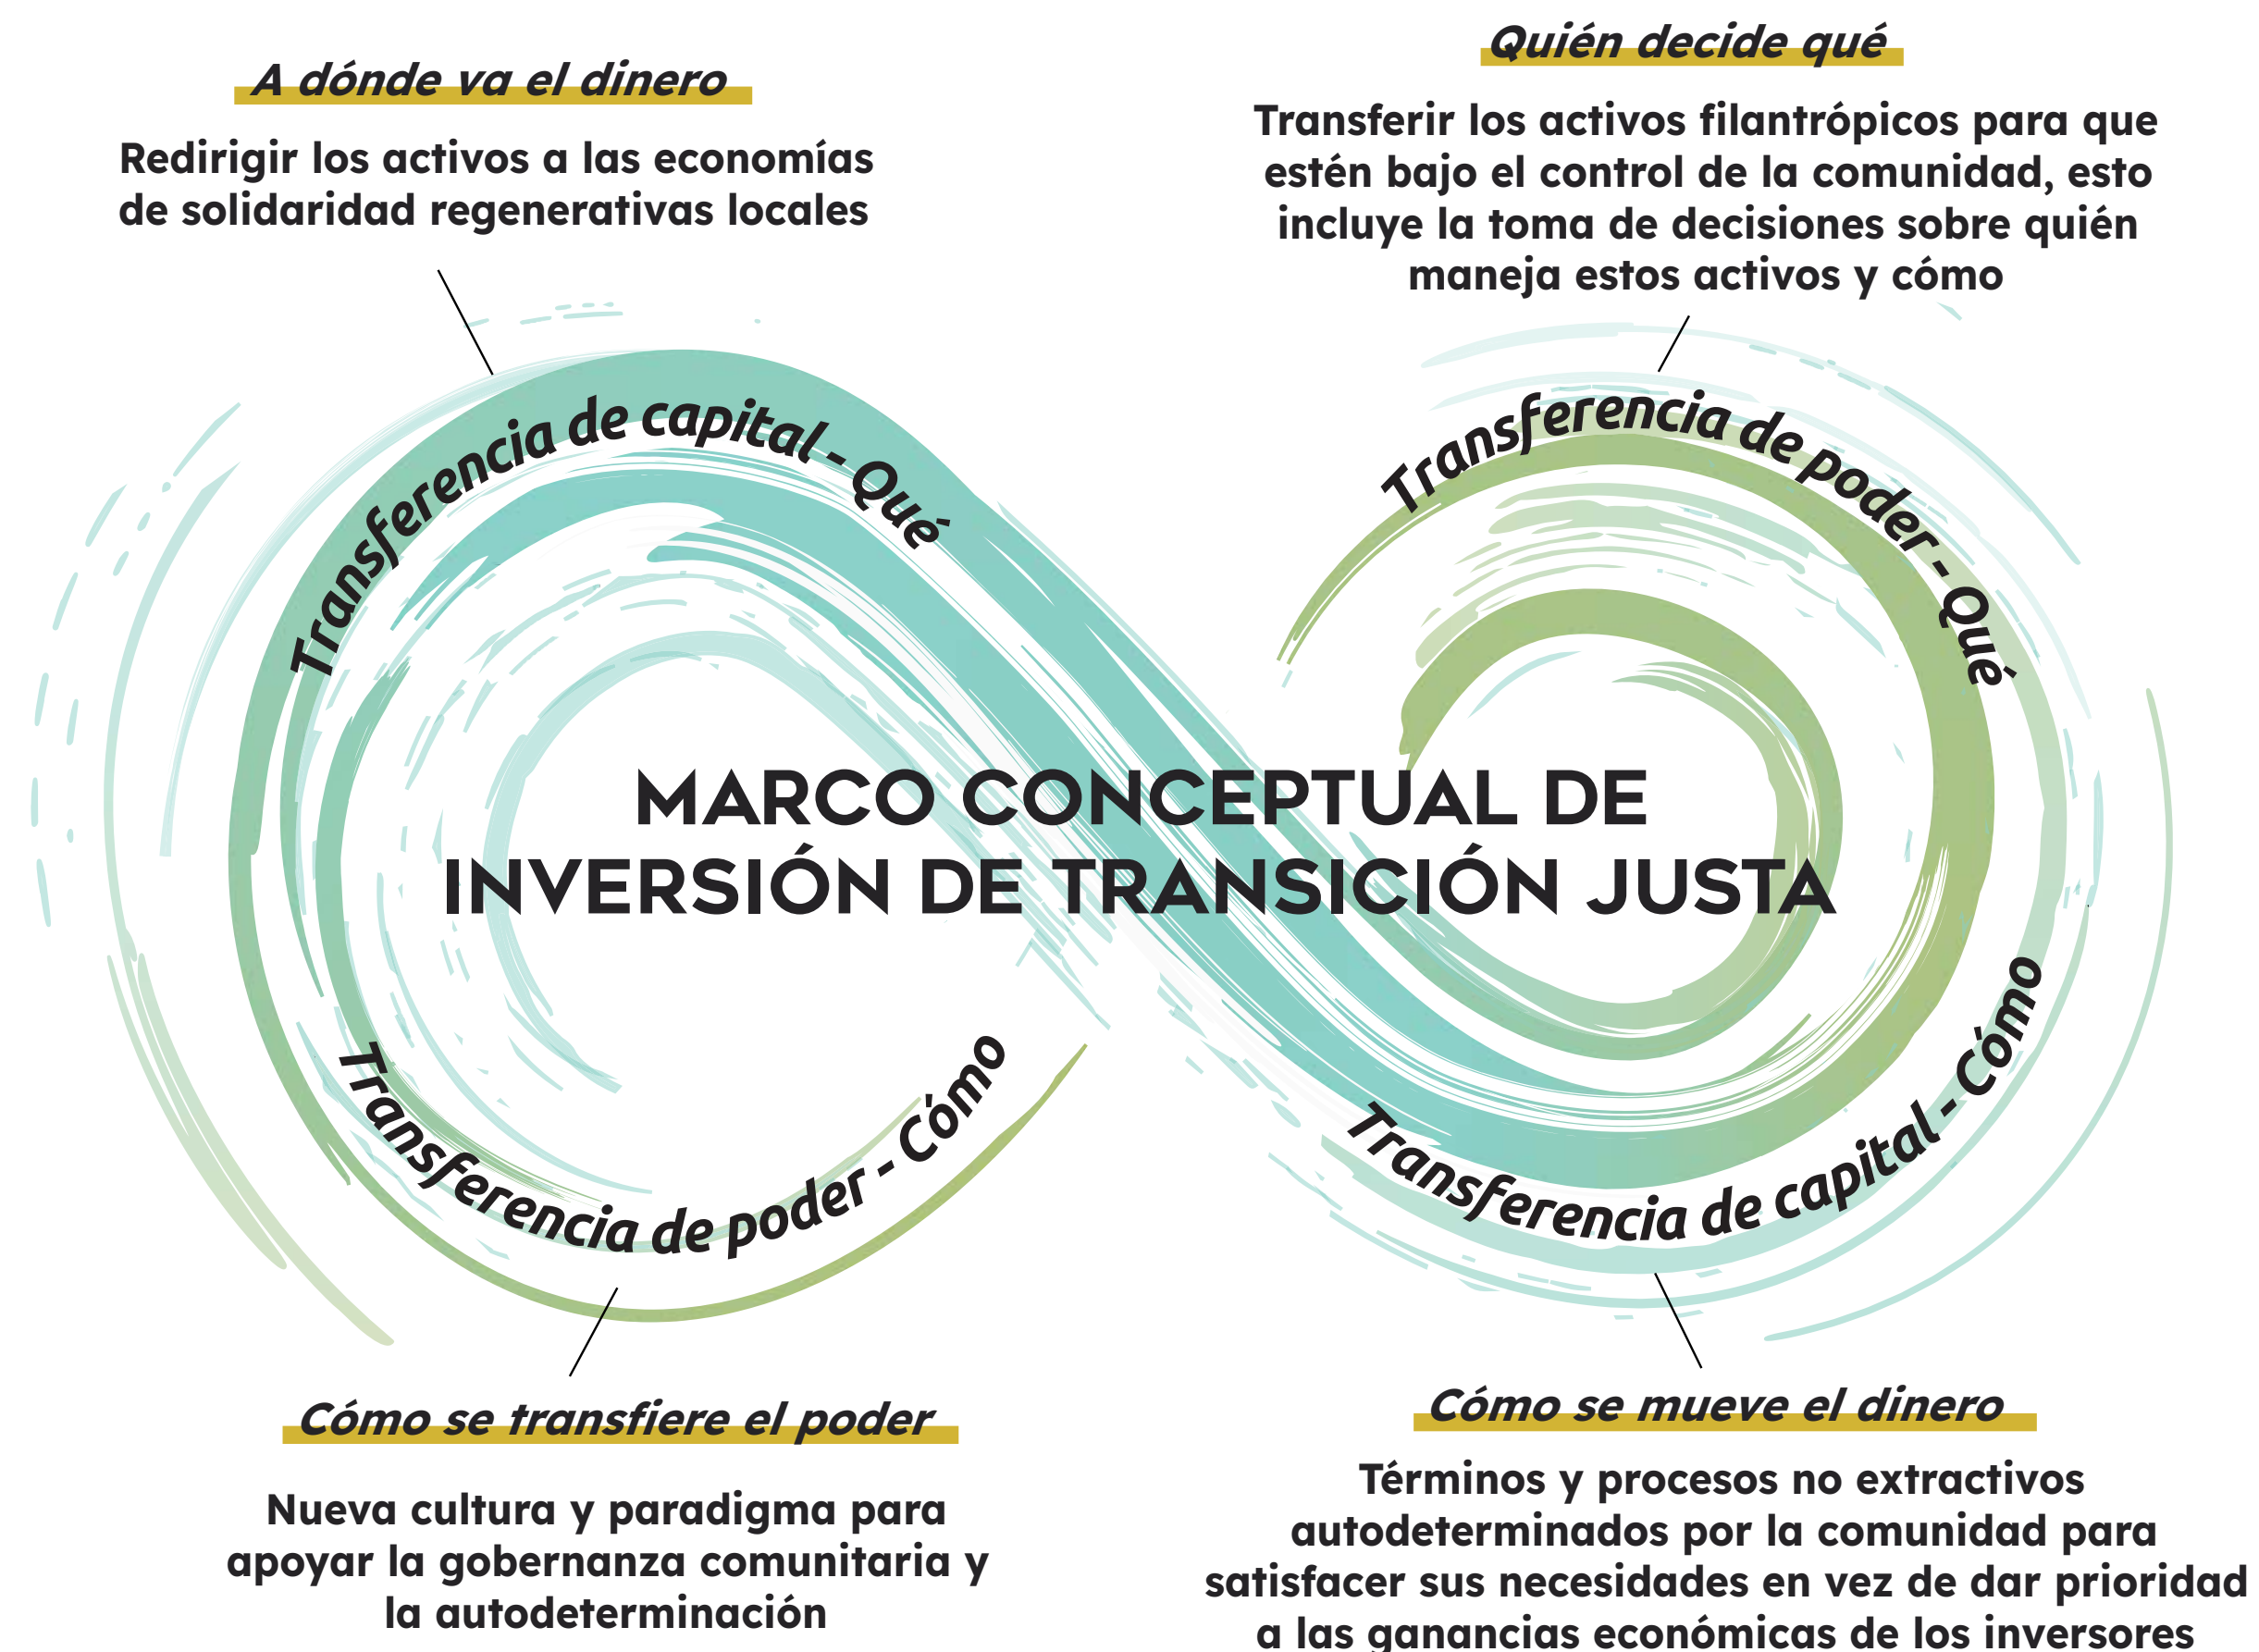 A dónde va el dinero
Redirigir los activos a las economías
de solidaridad regenerativas locales
Quién decide qué
Transferir los activos filantrópicos para que
estén bajo el control de la comunidad, esto
incluye la toma de decisiones sobre quién
maneja estos activos y cómo
Transferencia de capital - Qué
Transferencia de poder - Qué
MARCO CONCEPTUAL DE
INVERSIÓN DE TRANSICIÓN JUSTA
Transferencia de poder - Cómo
Transferencia de capital - Cómo
Cómo se transfiere el poder
Nueva cultura y paradigma para
apoyar la gobernanza comunitaria y
la autodeterminación
Cómo se mueve el dinero
Términos y procesos no extractivos
autodeterminados por la comunidad para
satisfacer sus necesidades en vez de dar prioridad
a las ganancias económicas de los inversores